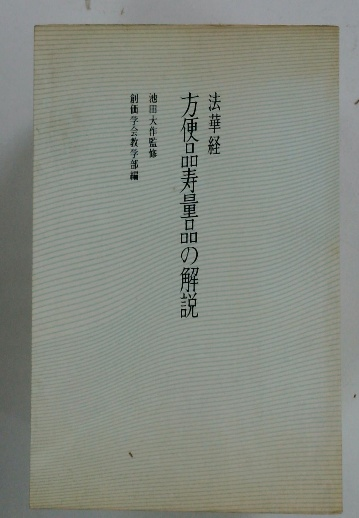 法華経
方便品寿量品の解説
池田大作監修
創価学会教学部編